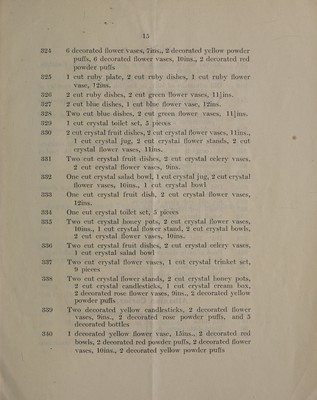 13
324 6 decorated flower vases, 7ins., 2 decorated yellow powder
puffs, 6 decorated flower vases, 10ins., 2 decorated red
powder puffs
325 1 cut ruby plate, 2 cut ruby dishes, 1 cut ruby flower
vase, 12ins.
326 2 cut ruby dishes, 2 cut green flower vases, 11½ins.
327 2 cut blue dishes, 1 cut blue flower vase, 12ins.
328 Two cut blue dishes, 2 cut green flower vases, 11½ins.
329 1 cut crystal toilet set, 5 pieces
330 2 cut crystal fruit dishes, 2 cut crystal flower vases, 11ins.,
1 cut crystal jug, 2 cut crystal flower stands, 2 cut
crystal flower vases, 11ins.
331 Two cut crystal fruit dishes, 2 cut crystal celery vases,
2 cut crystal flower vases, 9ins.
332 One cut crystal salad bowl, 1 cut crystal jug, 2 cut crystal
flower vases, 10ins., 1 cut crystal bowl
333 One cut crystal fruit dish, 2 cut crystal flower vases,
12ins.
334 One cut crystal toilet set, 5 pieces
335 Two cut crystal honey pots, 2 cut crystal flower vases,
10ins., 1 cut crystal flower stand, 2 cut crystal bowls,
2 cut crystal flower vases, 10ins.
336 Two cut crystal fruit dishes, 2 cut crystal celery vases,
1 cut crystal salad bowl
337 Two cut crystal flower vases, 1 cut crystal trinket set,
9 pieces
338 Two cut crystal flower stands, 2 cut crystal honey pots,
2 cut crystal candlesticks, 1 cut crystal cream box,
2 decorated rose flower vases, 9ins., 2 decorated yellow
powder puffs
339 Two decorated yellow candlesticks, 2 decorated flower
vases, 9ins., 2 decorated rose powder puffs, and 5
decorated bottles
340 1 decorated yellow flower vase, 15ins., 2 decorated red
bowls, 2 decorated red powder puffs, 2 decorated flower
vases, 10ins., 2 decorated yellow powder puffs